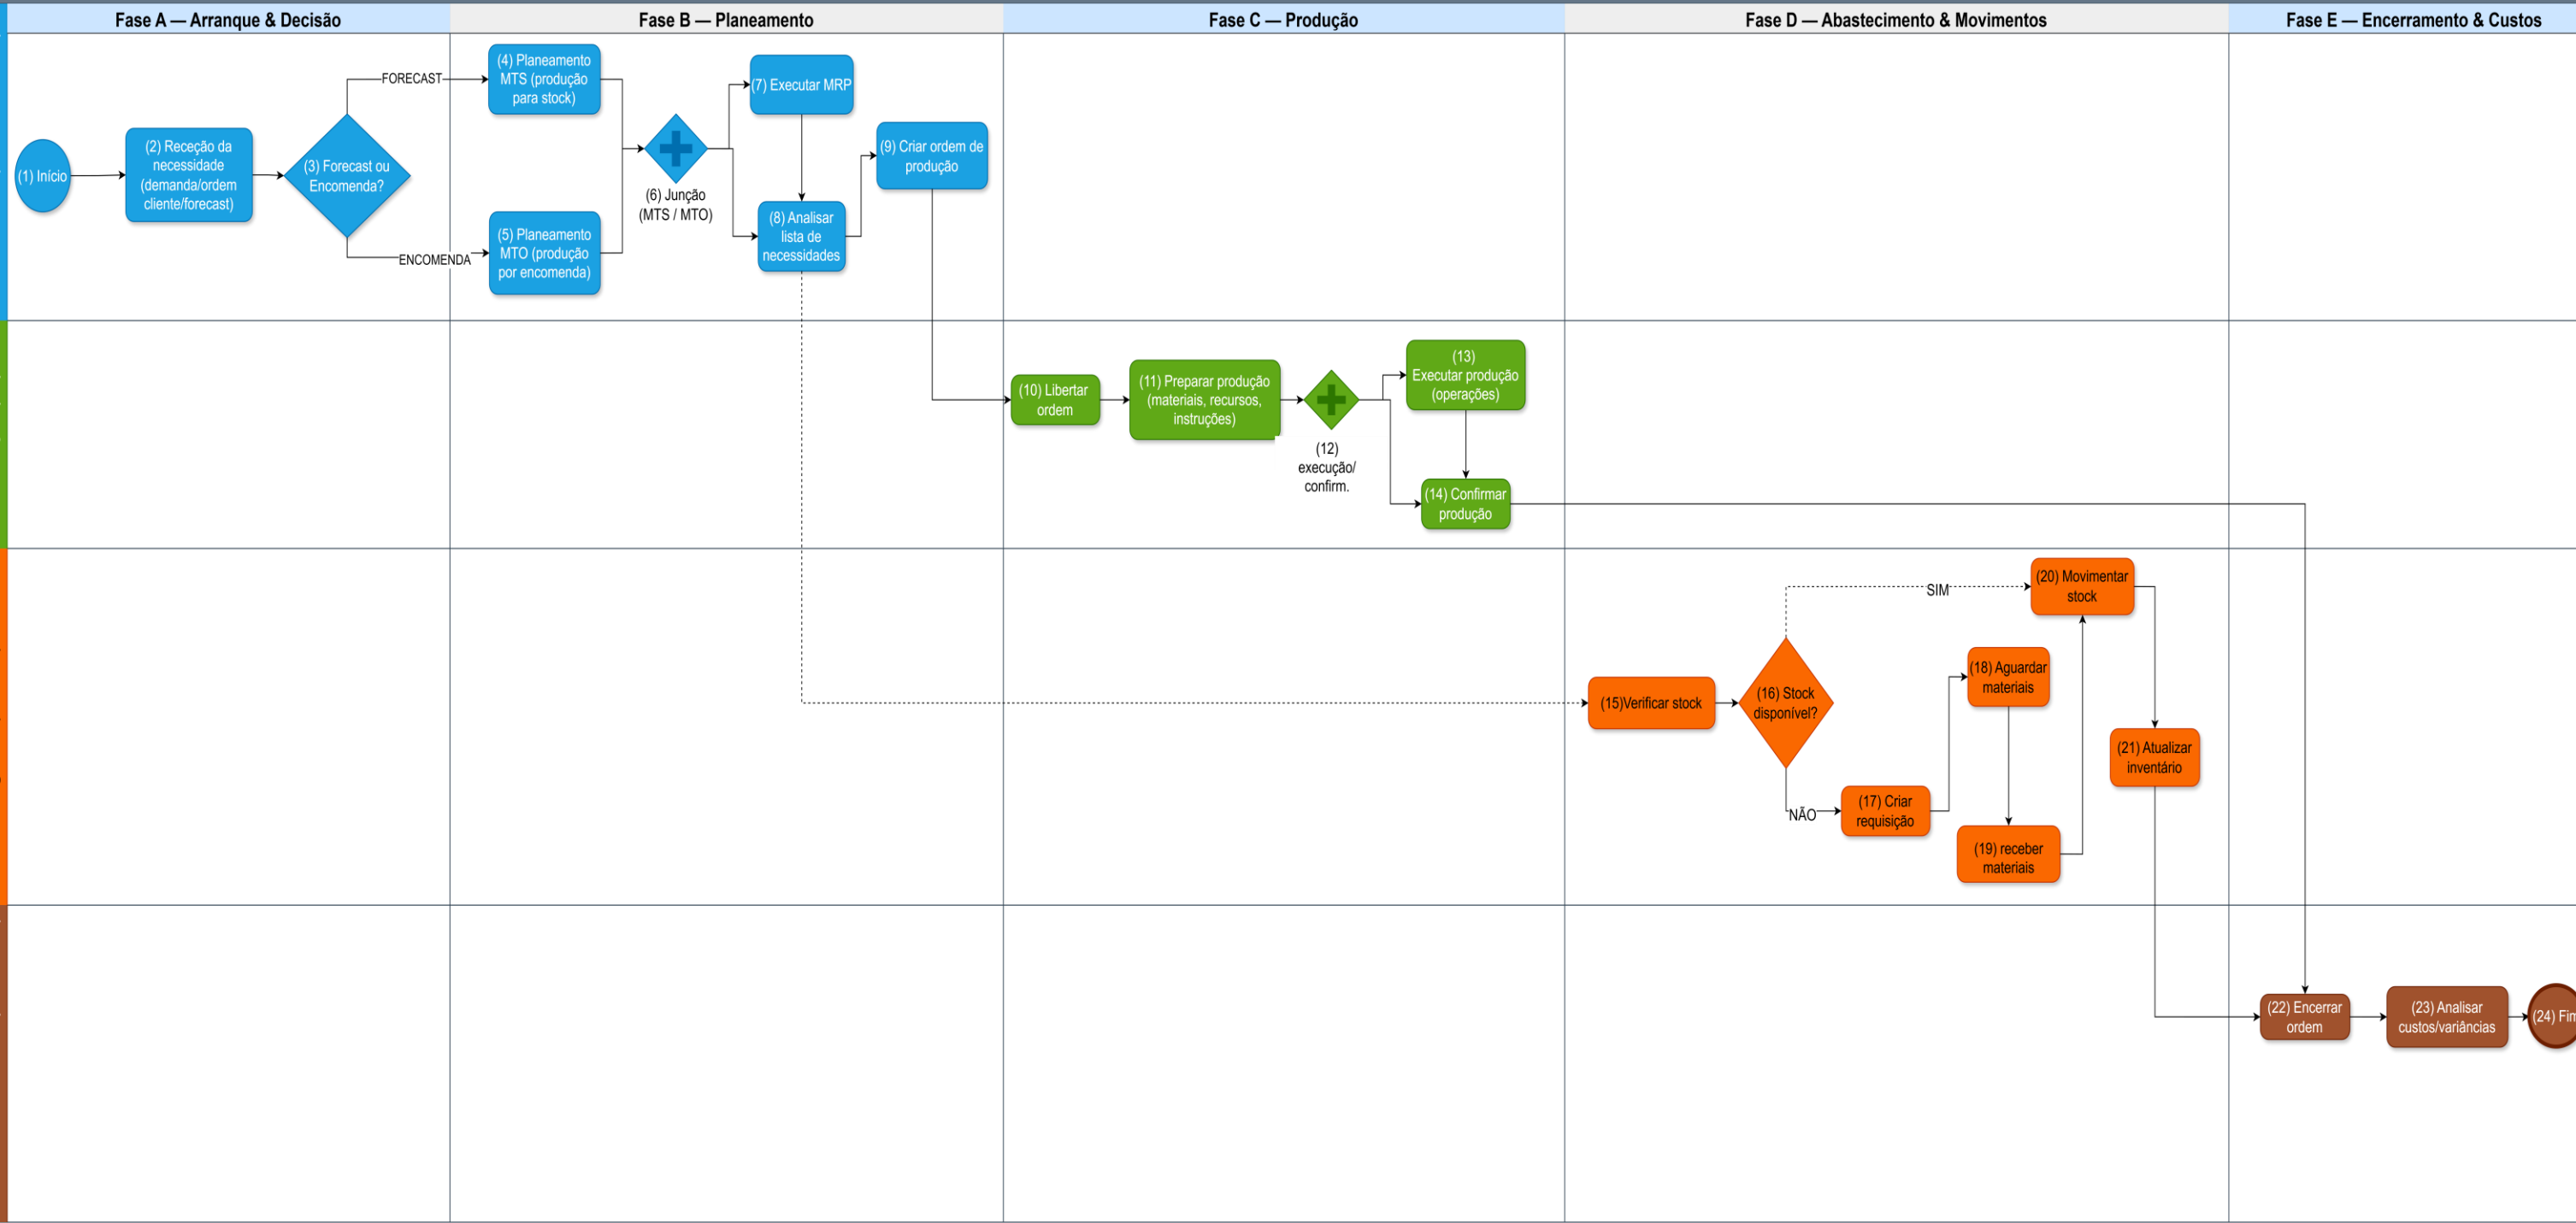 Fase A — Arranque & Decisão
Fase B — Planeamento
Fase C — Produção
Fase D — Abastecimento & Movimentos
Fase E — Encerramento & Custos
(1) Início
(2) Receção da
necessidade
(demanda/ordem
cliente/forecast)
(3) Forecast ou
Encomenda?
FORECAST
ENCOMENDA
(4) Planeamento
MTS (produção
para stock)
(5) Planeamento
MTO (produção
por encomenda)
(6) Junção
(MTS / MTO)
(7) Executar MRP
(8) Analisar
lista de
necessidades
(9) Criar ordem de
produção
(10) Libertar
ordem
(11) Preparar produção
(materiais, recursos,
instruções)
(12)
execução/
confirm.
(13)
Executar produção
(operações)
(14) Confirmar
produção
(15)Verificar stock
(16) Stock
disponível?
SIM
NÃO
(17) Criar
requisição
(18) Aguardar
materiais
(19) receber
materiais
(20) Movimentar
stock
(21) Atualizar
inventário
(22) Encerrar
ordem
(23) Analisar
custos/variâncias
(24) Fim